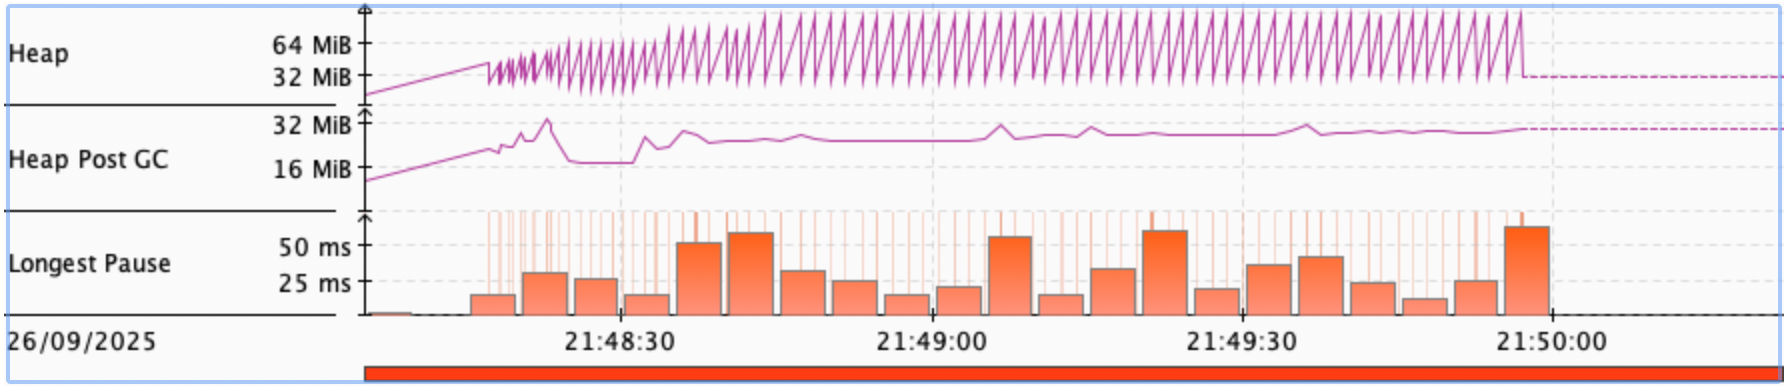 Heap
64 MiB
32 MiB
Heap Post GC
32 MiB
16 MiB
Longest Pause
50 ms
25 ms
26/09/2025 21:48:30 21:49:00 21:49:30 21:50:00